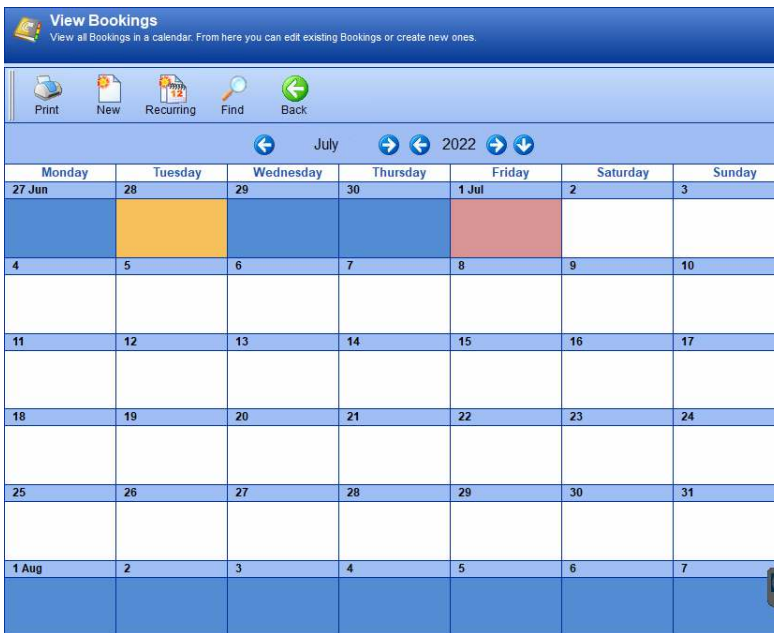 View Bookings
View all Bookings in a calendar. From here you can edit existing Bookings or create new ones.
Print New Recurring Find Back
12
July 2022
Monday Tuesday Wednesday Thursday Friday Saturday Sunday
27 Jun 28 29 30 1 Jul 2 3
4 5 6 7 8 9 10
11 12 13 14 15 16 17
18 19 20 21 22 23 24
25 26 27 28 29 30 31
1 Aug 2 3 4 5 6 7